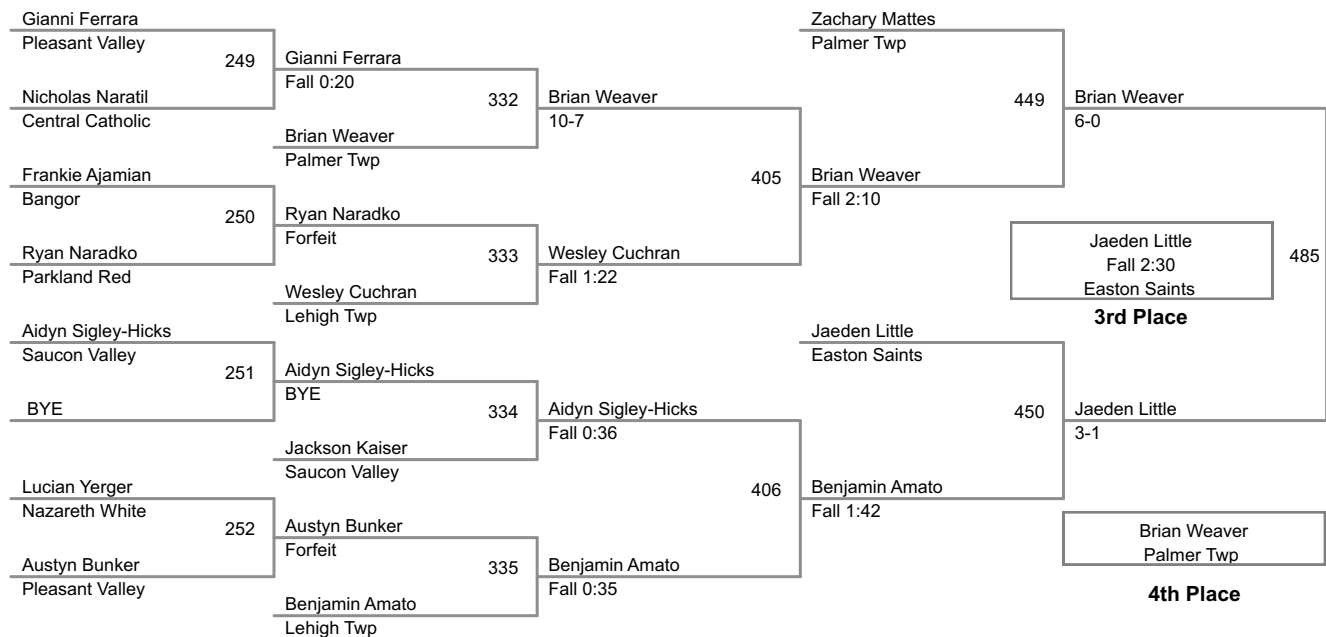 Gianni Ferrara
Pleasant Valley
249
Nicholas Naratil
Central Catholic
Frankie Ajamian
Bangor
250
Ryan Naradko
Parkland Red
Aidyn Sigley-Hicks
Saucon Valley
251
BYE
Lucian Yerger
Nazareth White
252
Austyn Bunker
Pleasant Valley
Gianni Ferrara
Fall 0:20
332
Brian Weaver
Palmer Twp
Ryan Naradko
Forfeit
333
Wesley Cuchran
Lehigh Twp
Aidyn Sigley-Hicks
BYE
334
Jackson Kaiser
Saucon Valley
Austyn Bunker
Forfeit
335
Benjamin Amato
Lehigh Twp
Brian Weaver
10-7
405
Wesley Cuchran
Fall 1:22
Aidyn Sigley-Hicks
Fall 0:36
406
Benjamin Amato
Fall 0:35
Zachary Mattes
Palmer Twp
449
Brian Weaver
Fall 2:10
Jaeden Little
Easton Saints
450
Benjamin Amato
Fall 1:42
Brian Weaver
6-0
485
Jaeden Little
3-1
Jaeden Little
Fall 2:30
Easton Saints
3rd Place
Brian Weaver
Palmer Twp
4th Place